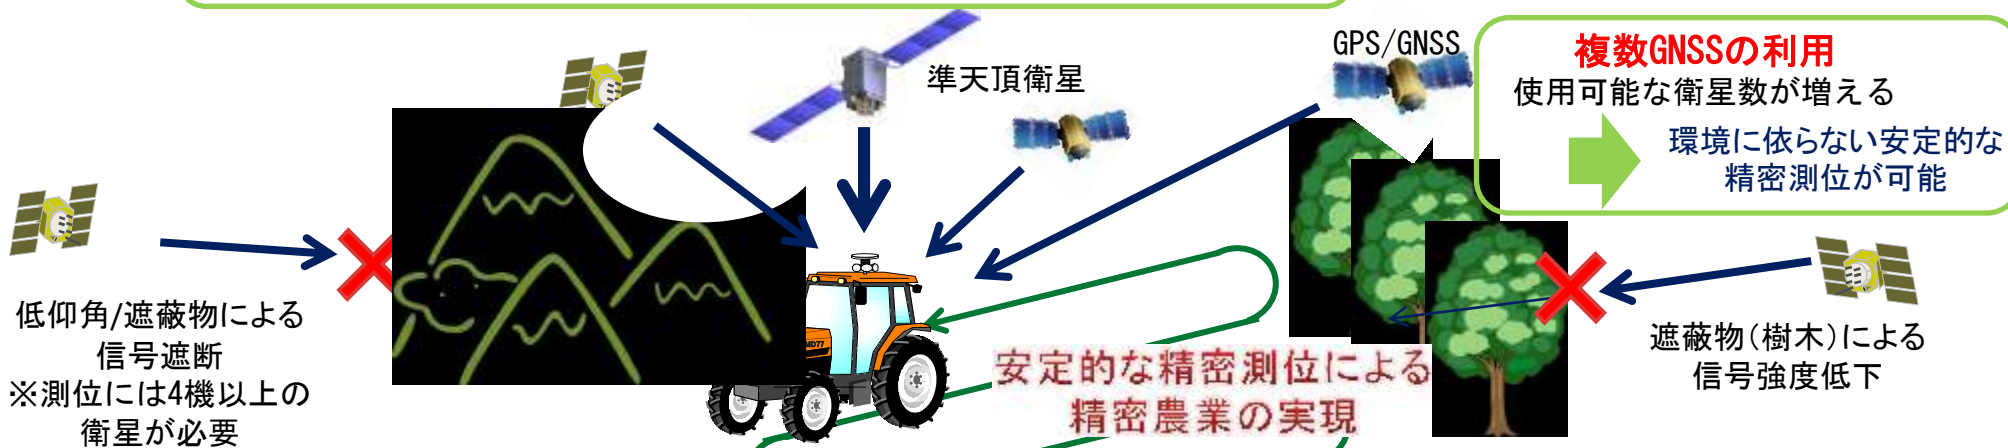 準天頂衛星
GPS/GNSS
複数GNSSの利用
使用可能な衛星数が増える
環境に依らない安定的な
精密測位が可能
低仰角/遮蔽物による
信号遮断
※測位には4機以上の
衛星が必要
MD77
安定的な精密測位による
精密農業の実現
遮蔽物(樹木)による
信号強度低下